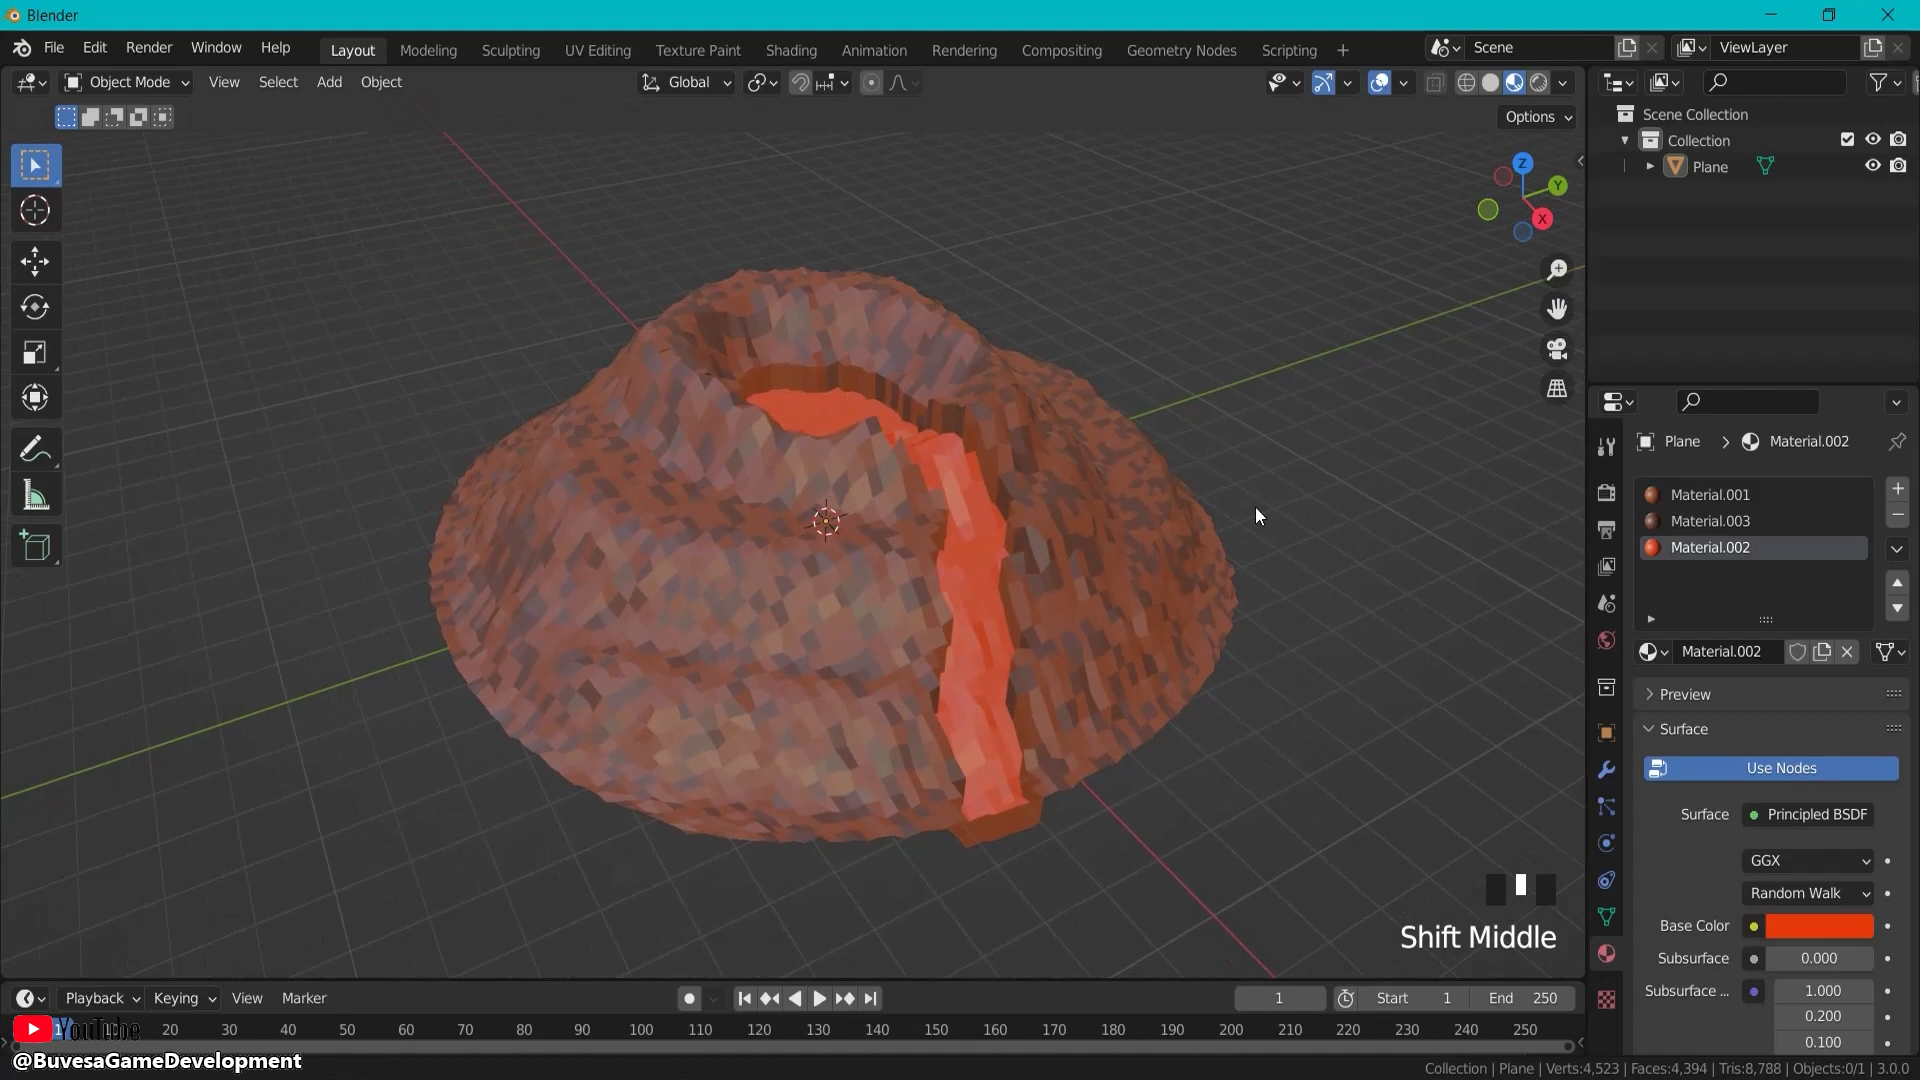 Blender
File Edit Render Window Help Layout Modeling Sculpting UV Editing Texture Paint Shading Animation Rendering Compositing Geometry Nodes Scripting + Scene ViewLayer
Object Mode View Select Add Object Global
Options
Z
Y
X
Scene Collection
Collection
Plane
Plane > Material.002
Material.001
Material.003
Material.002
Material.002
Preview
Surface
Use Nodes
Surface Principled BSDF
GGX
Random Walk
Base Color
Subsurface 0.000
Subsurface ... 1.000
0.200
0.100
Shift Middle
Playback Keying View Marker 1 Start 1 End 250
1 10 20 30 40 50 60 70 80 90 100 110 120 130 140 150 160 170 180 190 200 210 220 230 240 250
YouTube
@BuvesaGameDevelopment
Collection | Plane | Verts:4,523 | Faces:4,394 | Tris:8,788 | Objects:0/1 | 3.0.0